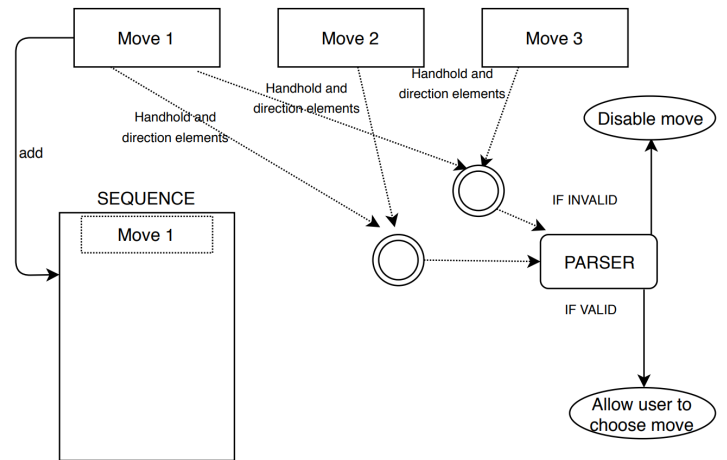 Move 1
Move 2
Move 3
Handhold and
direction elements
Handhold and
direction elements
Handhold and
direction elements
add
Disable move
SEQUENCE
Move 1
IF INVALID
PARSER
IF VALID
Allow user to
choose move